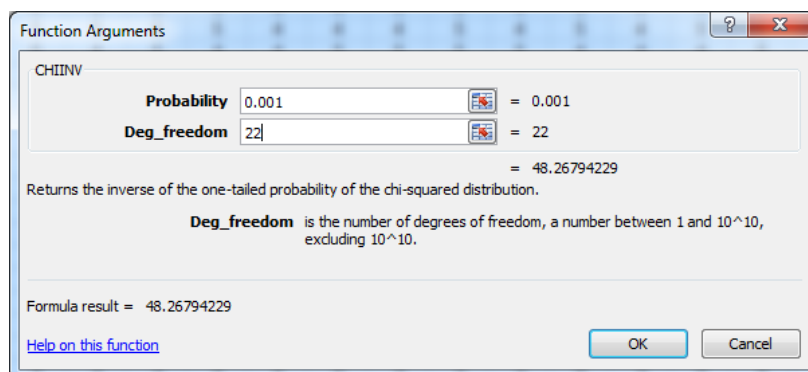 Function Arguments
CHIINV
Probability 0.001 = 0.001
Deg_freedom 22 = 22
= 48.26794229
Returns the inverse of the one-tailed probability of the chi-squared distribution.
Deg_freedom is the number of degrees of freedom, a number between 1 and 10^10,
excluding 10^10.
Formula result = 48.26794229
Help on this function
OK Cancel